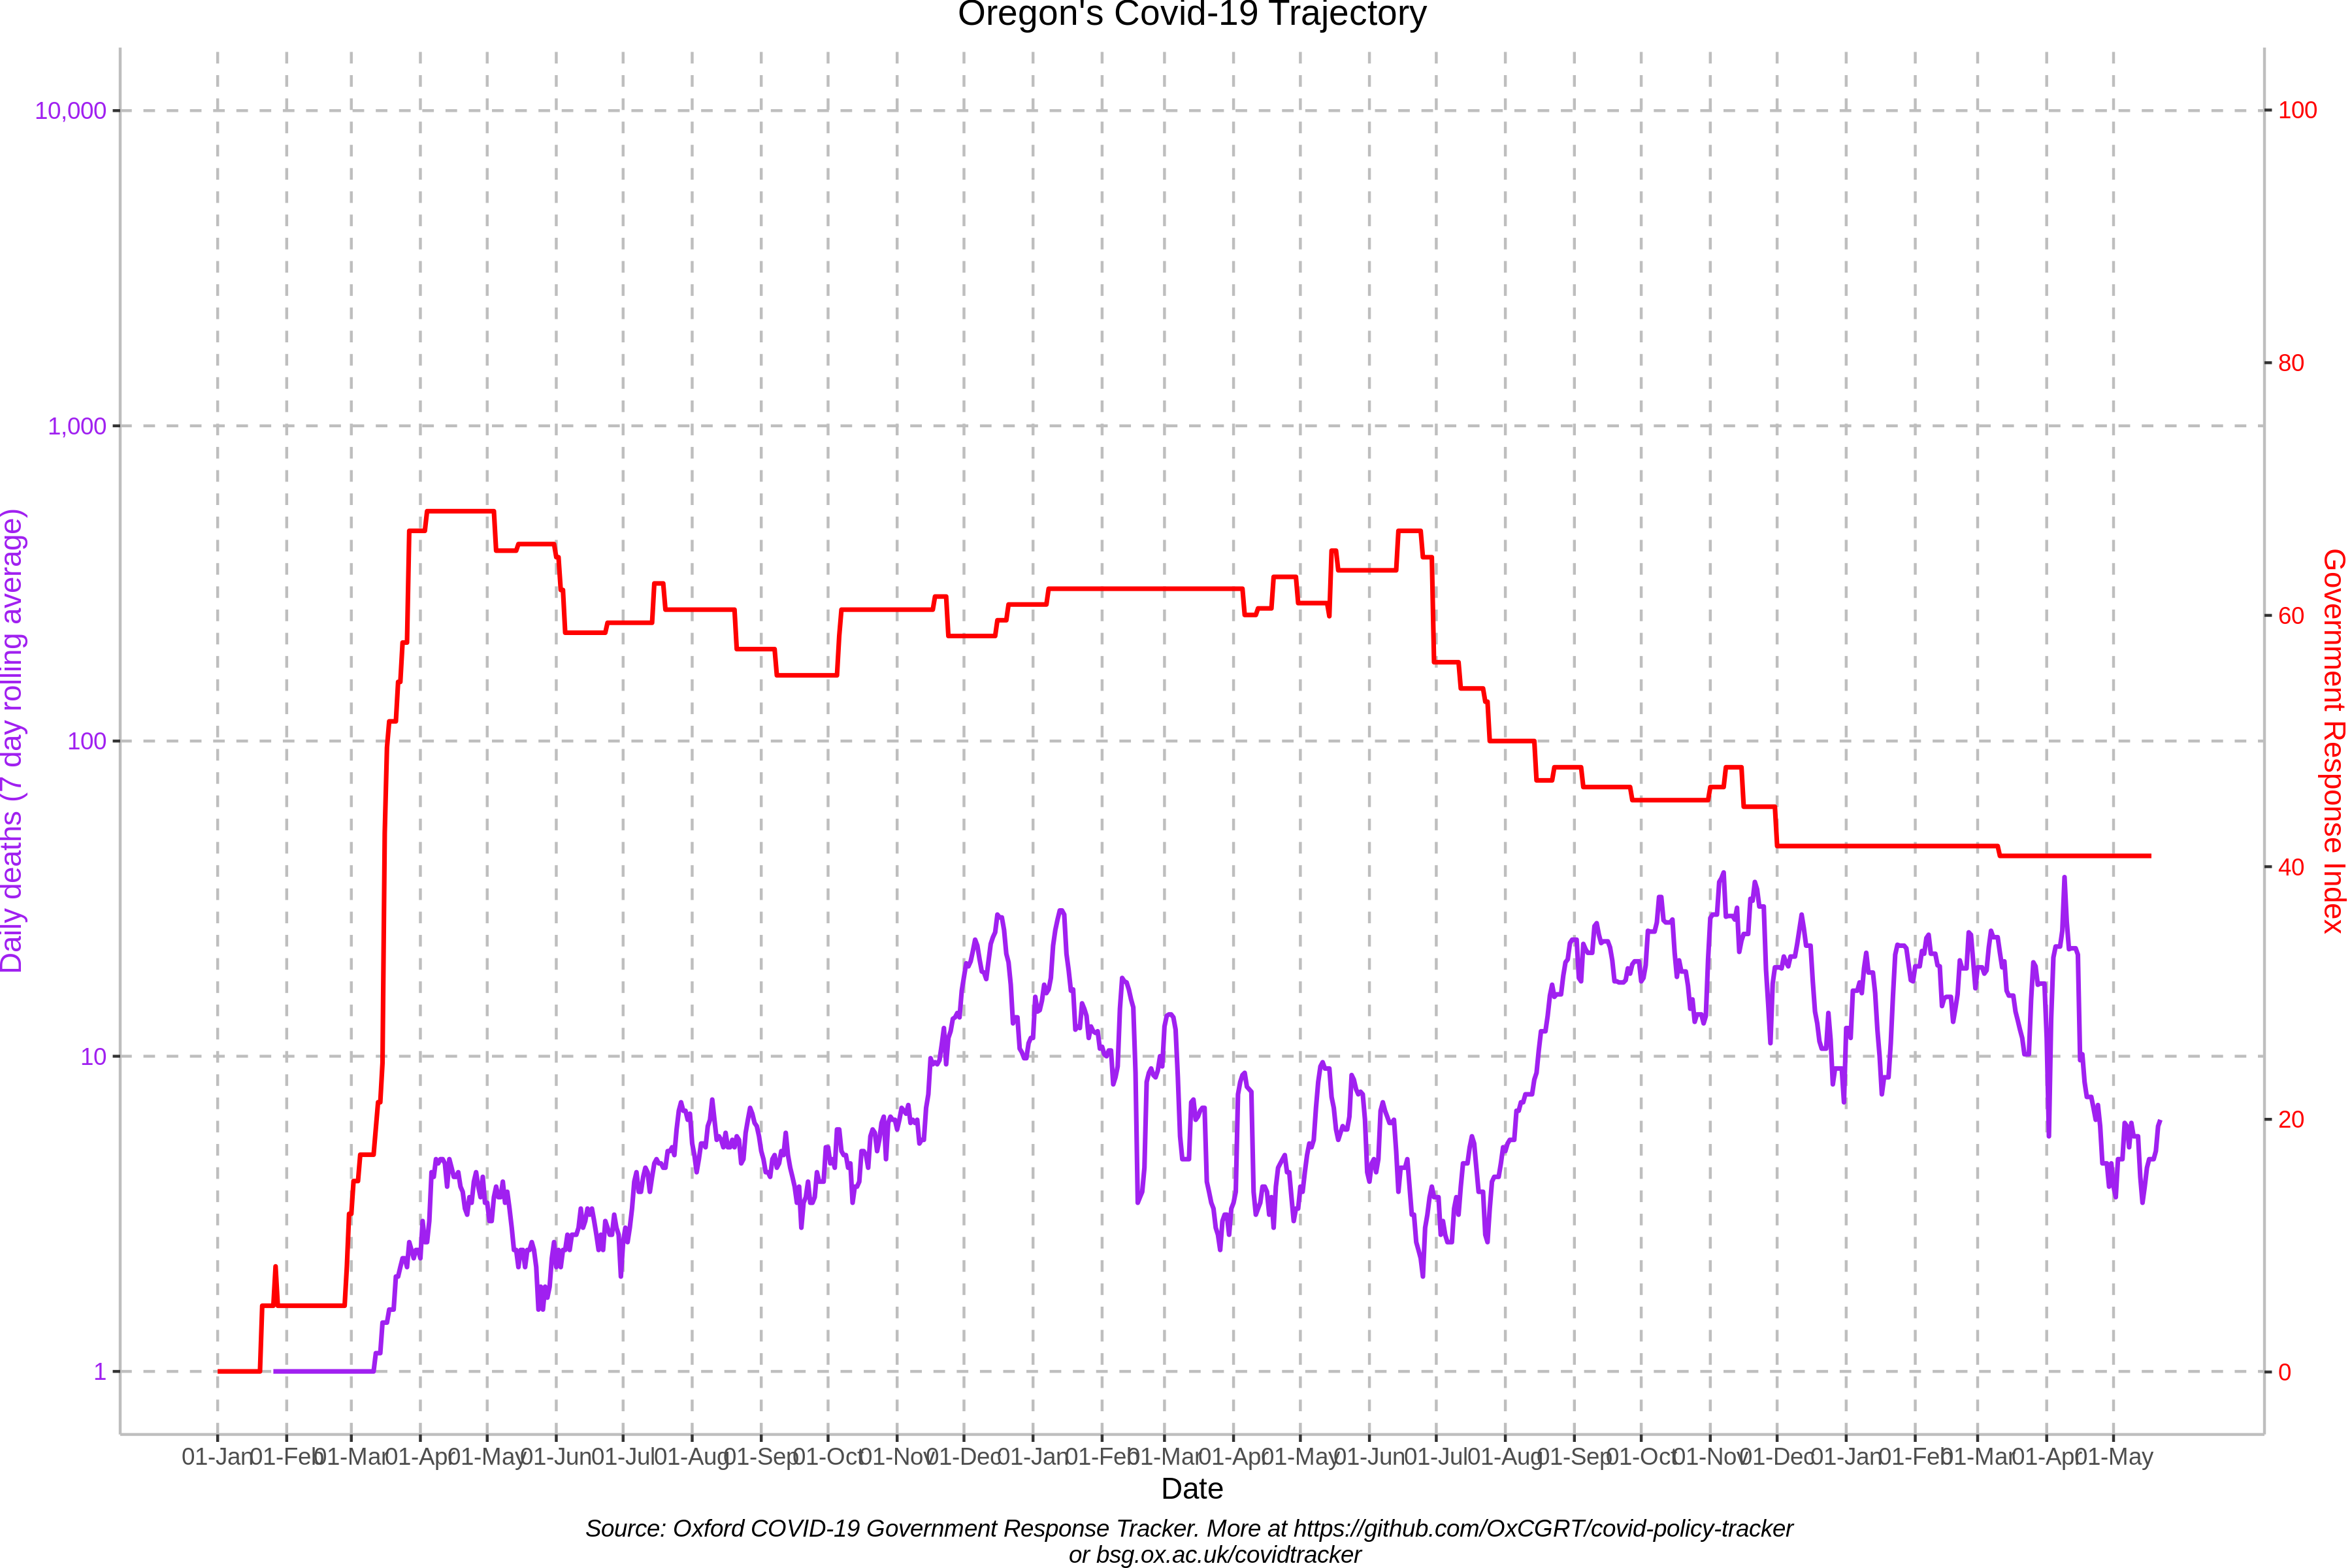 Oregon's Covid-19 Trajectory
10,000
1,000
100
10
1
Daily deaths (7 day rolling average)
100
80
60
40
20
0
Government Response Index
01-Jan 01-Feb 01-Mar 01-Apr 01-May 01-Jun 01-Jul 01-Aug 01-Sep 01-Oct 01-Nov 01-Dec 01-Jan 01-Feb 01-Mar 01-Apr 01-May 01-Jun 01-Jul 01-Aug 01-Sep 01-Oct 01-Nov 01-Dec 01-Jan 01-Feb 01-Mar 01-Apr 01-May
Date
Source: Oxford COVID-19 Government Response Tracker. More at https://github.com/OxCGRT/covid-policy-tracker
or bsg.ox.ac.uk/covidtracker